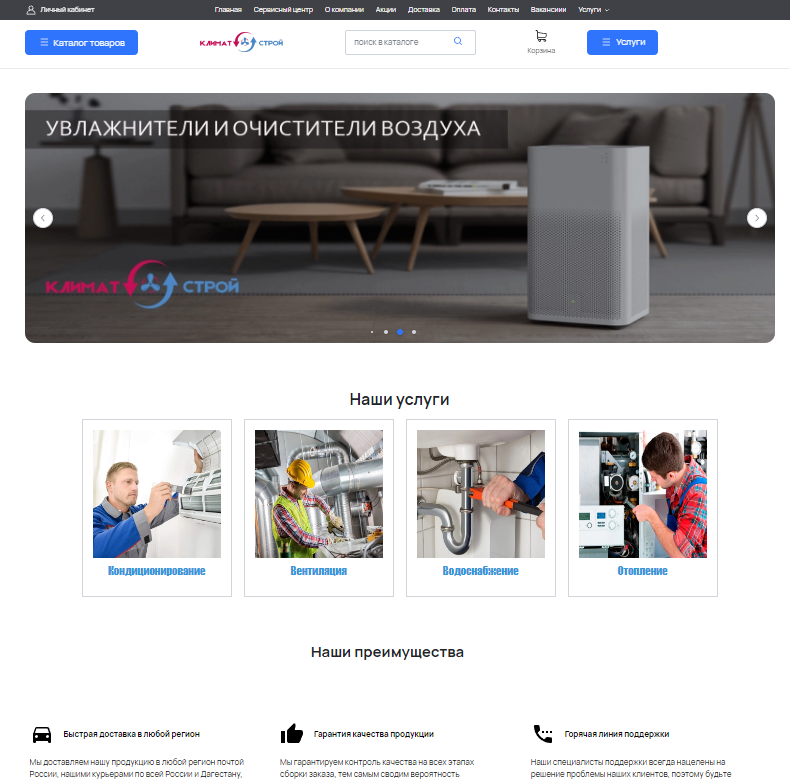 Личный кабинет
Главная Сервисный центр О компании Акции Доставка Оплата Контакты Вакансиии Услуги
Каталог товаров
КЛИМАТ СТРОЙ
поиск в каталоге
Корзина
Услуги
УВЛАЖНИТЕЛИ И ОЧИСТИТЕЛИ ВОЗДУХА
КЛИМАТ СТРОЙ
Наши услуги
Кондиционирование
Вентиляция
Водоснабжение
Отопление
Наши преимущества
Быстрая доставка в любой регион
Мы доставляем нашу продукцию в любой регион почтой
России, нашими курьерами по всей России и Дагестану,
Гарантия качества продукции
Мы гарантируем контроль качества на всех этапах
сборки заказа, тем самым сводим вероятность
Горячая линия поддержки
Наши специалисты поддержки всегда нацелены на
решение проблемы наших клиентов, поэтому будьте